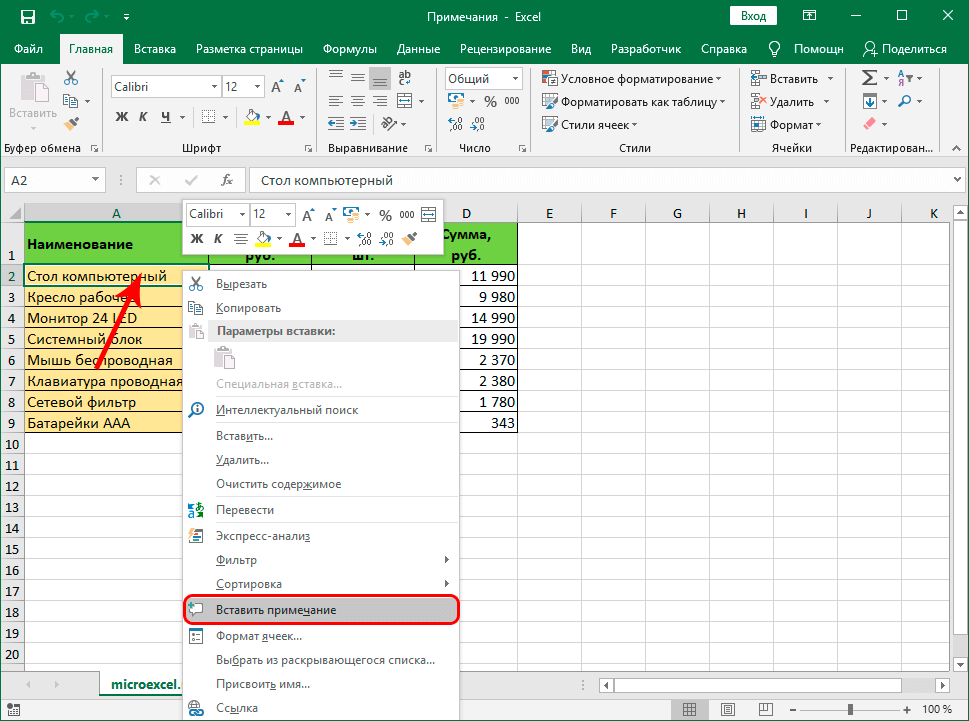 Примечания - Excel
Вход
Файл Главная Вставка Разметка страницы Формулы Данные Рецензирование Вид Разработчик Справка Помощн Поделиться
Вставить
Calibri 12
Ж К Ч
ab
Общий
% 000
Условное форматирование
Форматировать как таблицу
Стили ячеек
Вставить
Удалить
Формат
Буфер обмена Шрифт Выравнивание Число Стили Ячейки Редактирован...
A2 fx Стол компьютерный
Calibri 12 % 000
Ж К
A D E F G H I J K
1 Наименование
руб.
шт.
Сумма,
руб.
2 Стол компьютерный 11 990
3 Кресло рабочее 9 980
4 Монитор 24 LED 14 990
5 Системный блок 19 990
6 Мышь беспроводная 2 370
7 Клавиатура проводная 2 380
8 Сетевой фильтр 1 780
9 Батарейки ААА 343
10
11
12
13
14
15
16
17
18
19
20
Вырезать
Копировать
Параметры вставки:
Специальная вставка...
Интеллектуальный поиск
Вставить...
Удалить...
Очистить содержимое
Перевести
Экспресс-анализ
Фильтр
Сортировка
Вставить примечание
Формат ячеек...
Выбрать из раскрывающегося списка...
Присвоить имя...
Ссылка
microexcel.
100 %